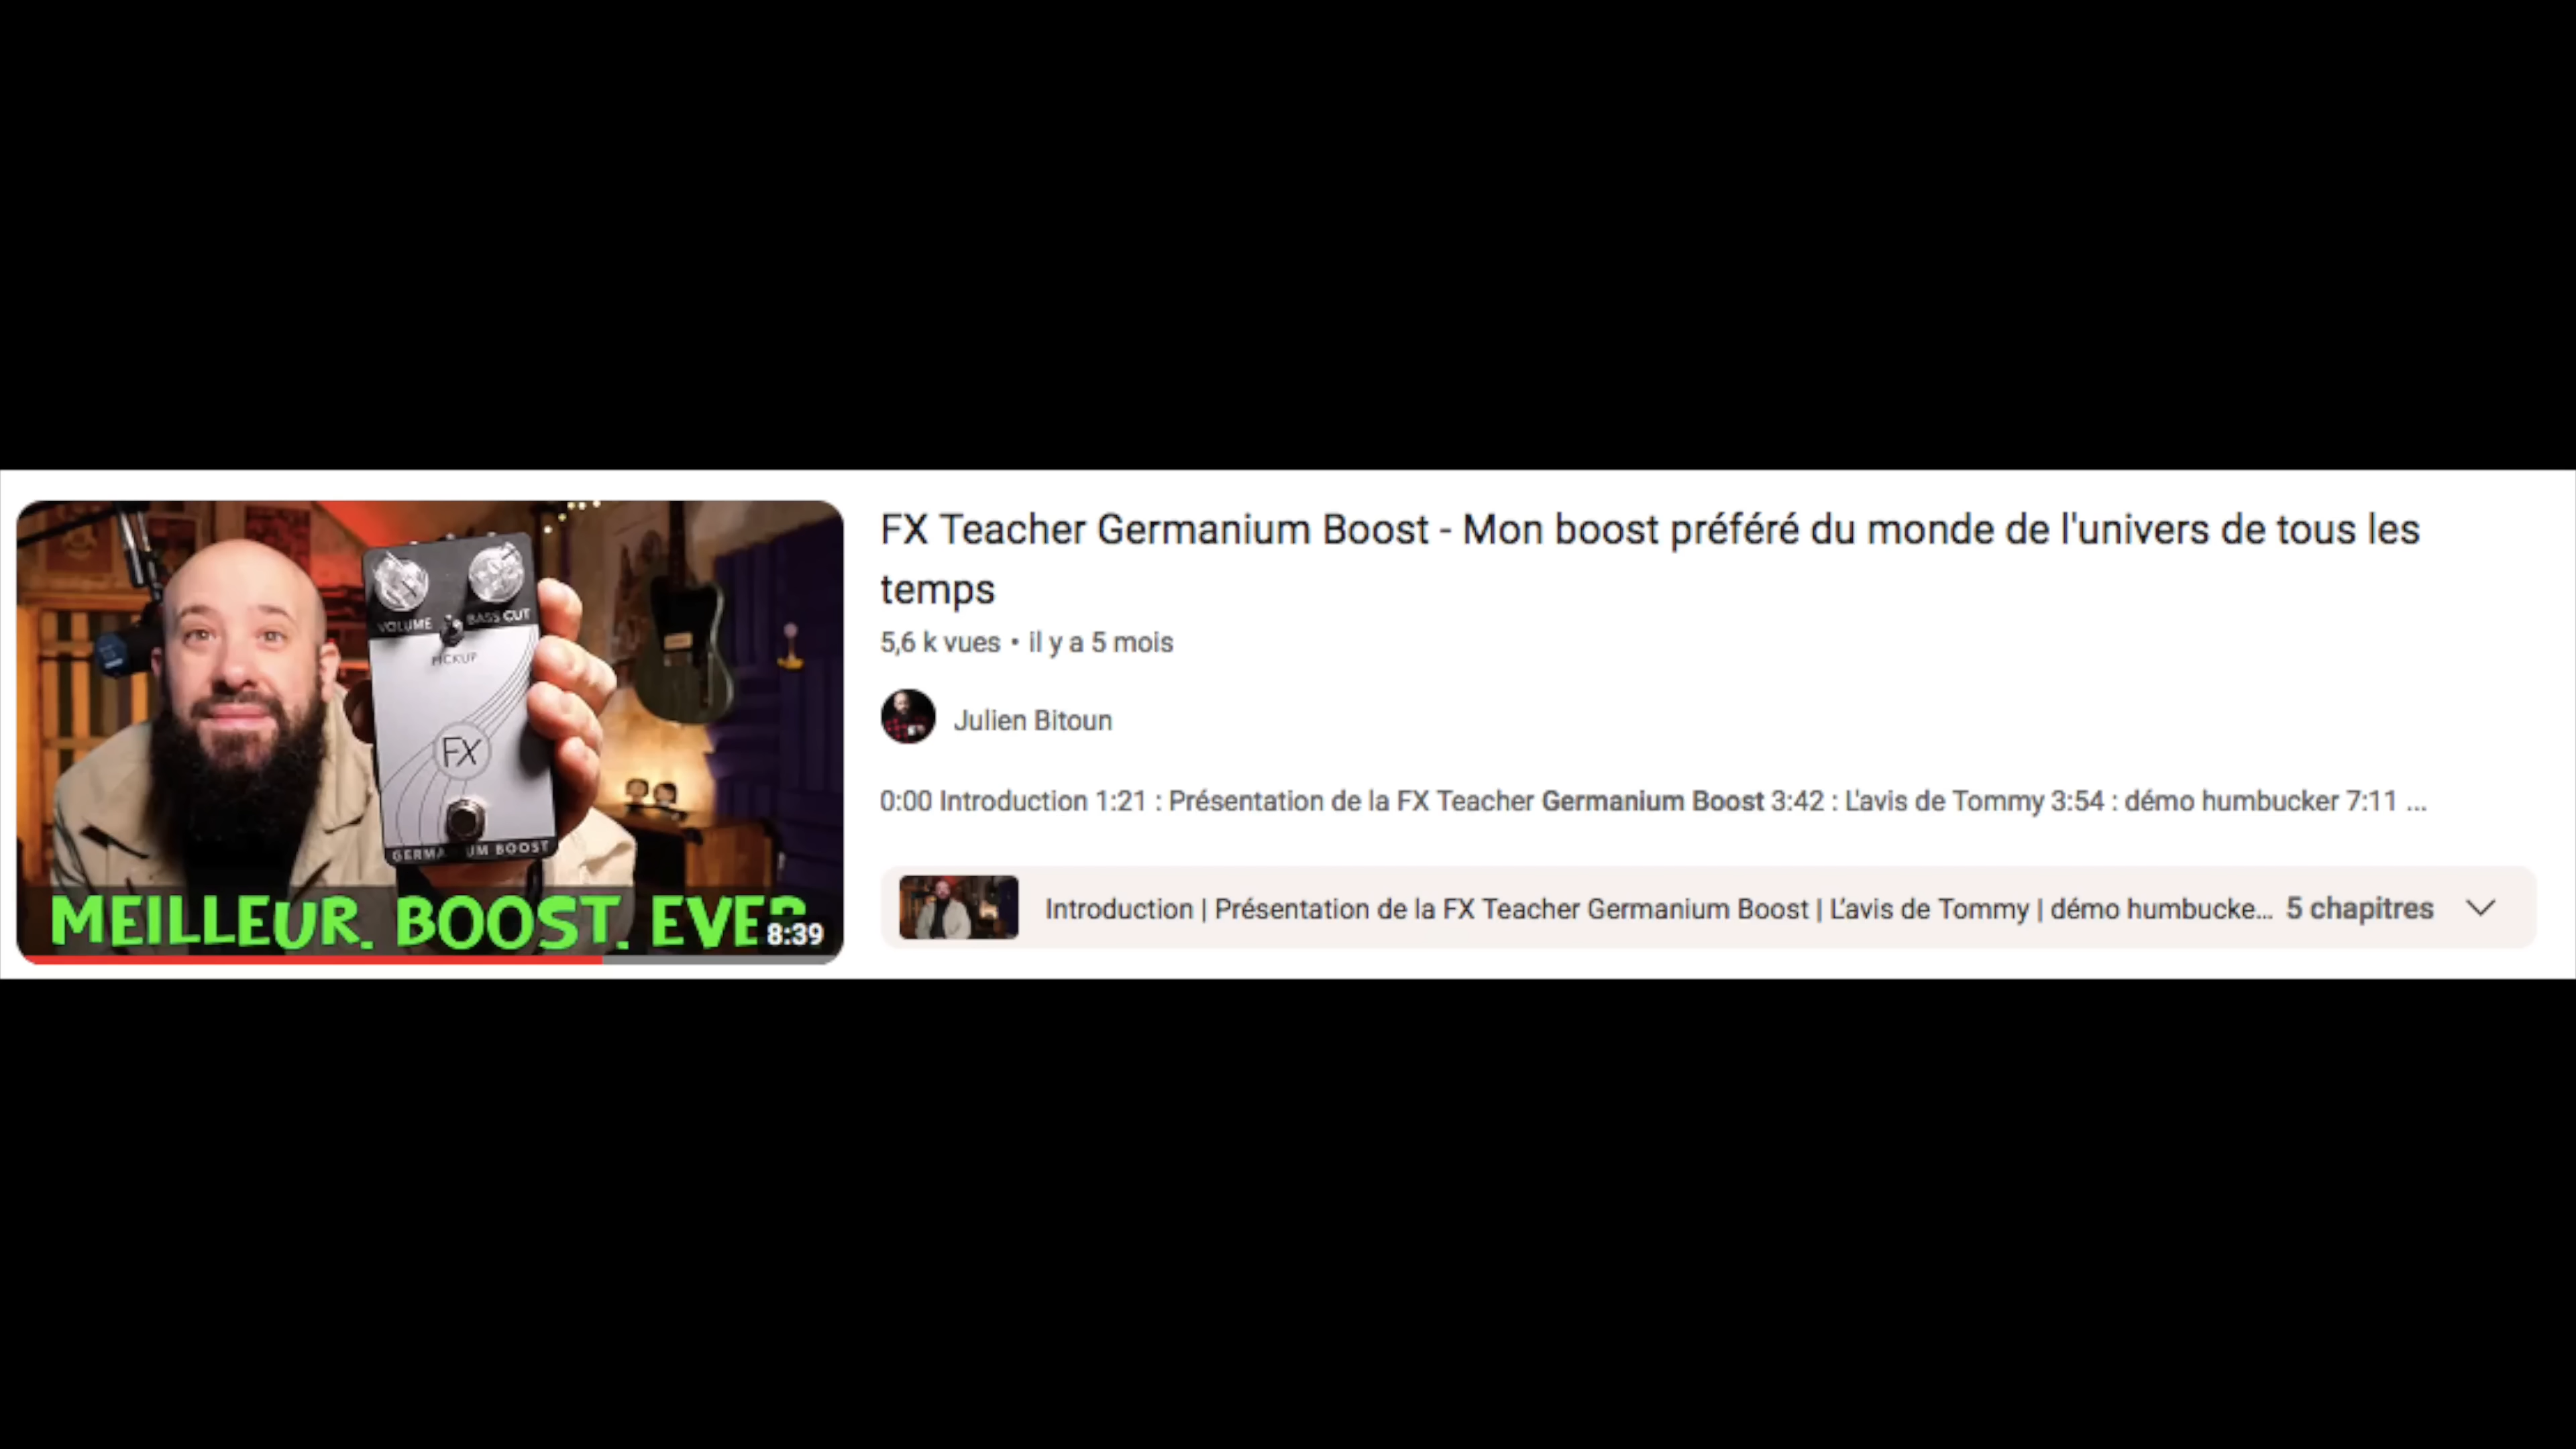 VOLUME
BASS CUT
PICKUP
FX
GERMA UM BOOST
MEILLEUR. BOOST. EVER
8:39
FX Teacher Germanium Boost - Mon boost préféré du monde de l'univers de tous les
temps
5,6 k vues • il y a 5 mois
Julien Bitoun
0:00 Introduction 1:21 : Présentation de la FX Teacher Germanium Boost 3:42 : L'avis de Tommy 3:54 : démo humbucker 7:11 ...
Introduction | Présentation de la FX Teacher Germanium Boost | L'avis de Tommy | démo humbucke... 5 chapitres